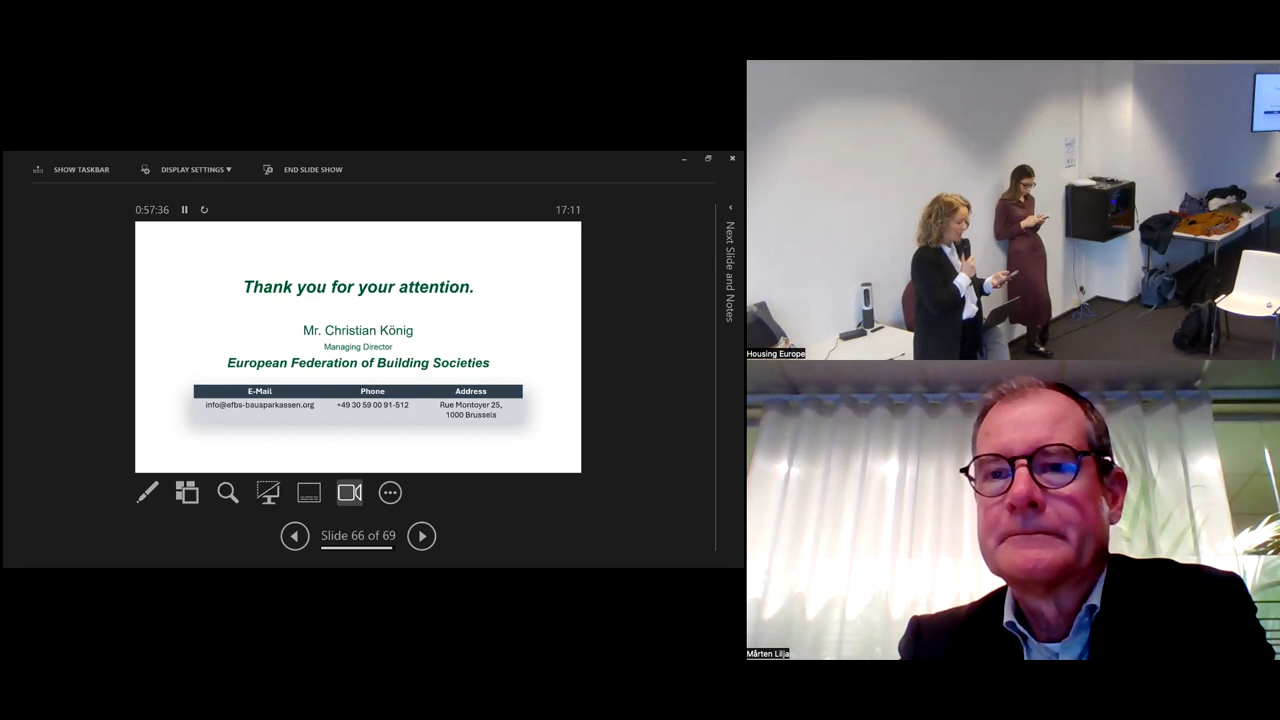 SHOW TASKBAR
DISPLAY SETTINGS ▼
END SLIDE SHOW
0:57:36
17:11
Thank you for your attention.
Mr. Christian König
Managing Director
European Federation of Building Societies
E-Mail Phone Address
info@efbs-bausparkassen.org +49 30 59 00 91-512 Rue Montoyer 25,
1000 Brussels
Slide 66 of 69
Next Slide and Notes
Housing Europe
Mårten Lilja